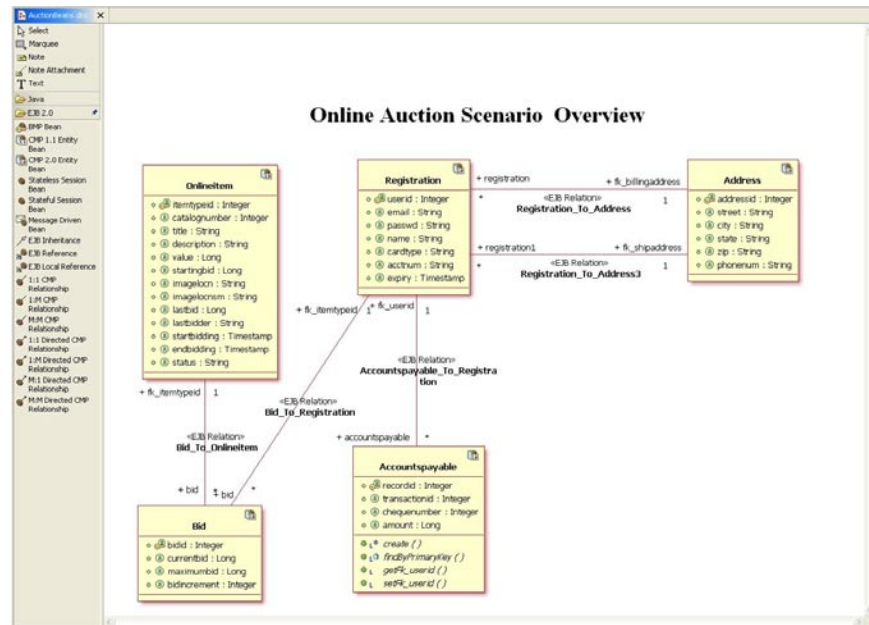 AuctionBeans.dnx
Select
Marquee
Note
Note Attachment
Text
Java
EJB 2.0
BMP Bean
CMP 1.1 Entity
Bean
CMP 2.0 Entity
Bean
Stateless Session
Bean
Stateful Session
Bean
Message Driven
Bean
EJB Inheritance
EJB Reference
EJB Local Reference
1:1 CMP
Relationship
1:M CMP
Relationship
M:M CMP
Relationship
1:1 Directed CMP
Relationship
1:M Directed CMP
Relationship
M:1 Directed CMP
Relationship
M:M Directed CMP
Relationship
Online Auction Scenario Overview
Onlineitem
itemtypeid : Integer
catalognumber : Integer
title : String
description : String
value : Long
startingbid : Long
imagelocn : String
imagelocnsm : String
lastbid : Long
lastbidder : String
startbidding : Timestamp
endbidding : Timestamp
status : String
Registration
userid : Integer
email : String
passwd : String
name : String
cardtype : String
acctnum : String
expiry : Timestamp
+ registration
+ fk_billingaddress
*
«EJB Relation»
1
Registration_To_Address
+ registration1
+ fk_shipaddress
*
«EJB Relation»
1
Registration_To_Address3
Address
addressid : Integer
street : String
city : String
state : String
zip : String
phonenum : String
+ fk_itemtypeid
1
+ fk_userid
1
«EJB Relation»
Accountspayable_To_Registra
tion
+ fk_itemtypeid
1
«EJB Relation»
Bid_To_Registration
«EJB Relation»
Bid_To_Onlineitem
+ accountspayable
*
+ bid
*
+ bid
*
Bid
bidid : Integer
currentbid : Long
maximumbid : Long
bidincrement : Integer
Accountspayable
recordid : Integer
transactionid : Integer
chequenumber : Integer
amount : Long
create ( )
findByPrimaryKey ( )
getFk_userid ( )
setFk_userid ( )